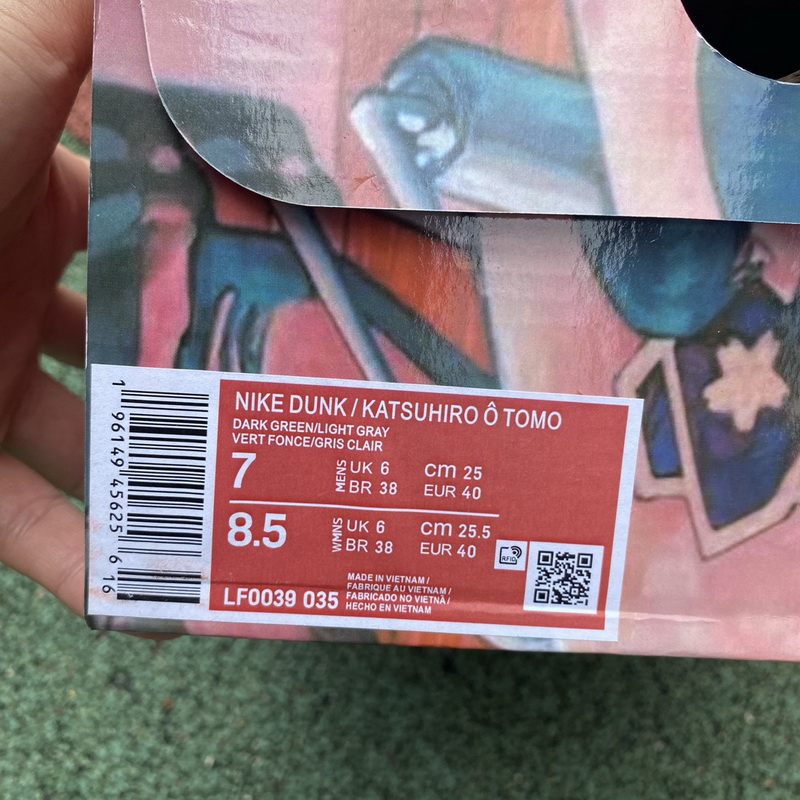 NIKE DUNK / KATSUHIRO Ô TOMO
DARK GREEN/LIGHT GRAY
VERT FONCE/GRIS CLAIR
7 MENS UK 6 cm 25
BR 38 EUR 40
8.5 WMNS UK 6 cm 25.5
BR 38 EUR 40
RFID
LF0039 035
MADE IN VIETNAM /
FABRIQUE AU VIETNAM /
FABRICADO NO VIETNÃ /
HECHO EN VIETNAM
1 96149 45625 6 16